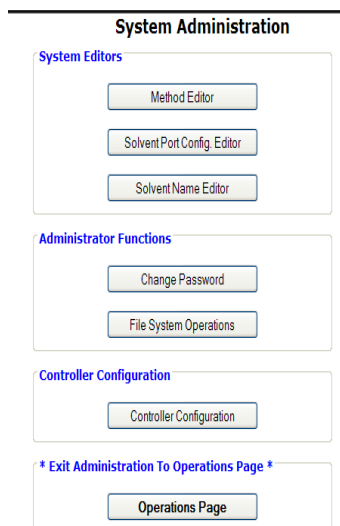 System Administration
System Editors
Method Editor
Solvent Port Config. Editor
Solvent Name Editor
Administrator Functions
Change Password
File System Operations
Controller Configuration
Controller Configuration
* Exit Administration To Operations Page *
Operations Page